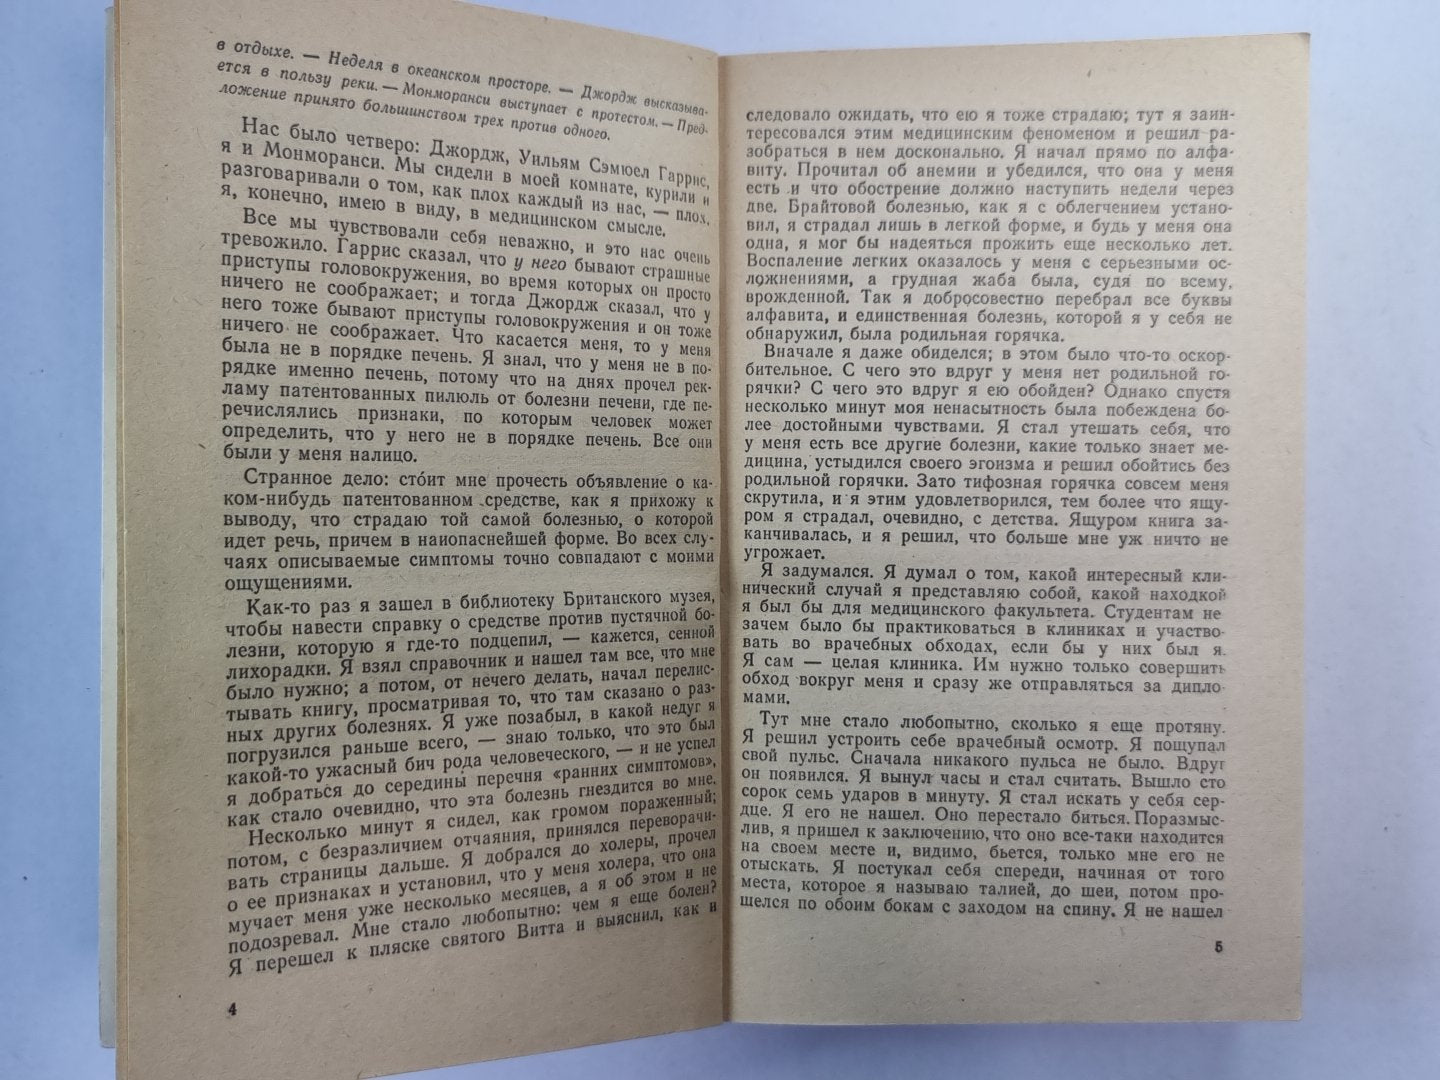 в отдыхе. — Неделя в океанском просторе. — Джордж высказыва-
ется в пользу реки. — Монморанси выступает с протестом. — Пред-
ложение принято большинством трех против одного.
Нас было четверо: Джордж, Уильям Сэмюел Гаррис,
я и Монморанси. Мы сидели в моей комнате, курили и
разговаривали о том, как плох каждый из нас, — плох,
я, конечно, имею в виду, в медицинском смысле.
Все мы чувствовали себя неважно, и это нас очень
тревожило. Гаррис сказал, что у него бывают страшные
приступы головокружения, во время которых он просто
ничего не соображает; и тогда Джордж сказал, что у
него тоже бывают приступы головокружения и он тоже
ничего не соображает. Что касается меня, то у меня
была не в порядке печень. Я знал, что у меня не в по-
рядке именно печень, потому что на днях прочел рек-
ламу патентованных пилюль от болезни печени, где пе-
речислялись признаки, по которым человек может
определить, что у него не в порядке печень. Все они
были у меня налицо.
Странное дело: сто́ит мне прочесть объявление о ка-
ком-нибудь патентованном средстве, как я прихожу к
выводу, что страдаю той самой болезнью, о которой
идет речь, причем в наиопаснейшей форме. Во всех слу-
чаях описываемые симптомы точно совпадают с моими
ощущениями.
Как-то раз я зашел в библиотеку Британского музея,
чтобы навести справку о средстве против пустячной бо-
лезни, которую я где-то подцепил, — кажется, сенной
лихорадки. Я взял справочник и нашел там все, что мне
было нужно; а потом, от нечего делать, начал перелис-
тывать книгу, просматривая то, что там сказано о раз-
ных других болезнях. Я уже позабыл, в какой недуг я
погрузился раньше всего, — знаю только, что это был
какой-то ужасный бич рода человеческого, — и не успел
я добраться до середины перечня «ранних симптомов»,
как стало очевидно, что эта болезнь гнездится во мне.
Несколько минут я сидел, как громом пораженный;
потом, с безразличием отчаяния, принялся переворачи-
вать страницы дальше. Я добрался до холеры, прочел
о ее признаках и установил, что у меня холера, что она
мучает меня уже несколько месяцев, а я об этом и не
подозревал. Мне стало любопытно: чем я еще болен?
Я перешел к пляске святого Витта и выяснил, как и
4
следовало ожидать, что ею я тоже страдаю; тут я заин-
тересовался этим медицинским феноменом и решил ра-
зобраться в нем досконально. Я начал прямо по алфа-
виту. Прочитал об анемии и убедился, что она у меня
есть и что обострение должно наступить недели через
две. Брайтовой болезнью, как я с облегчением устано-
вил, я страдал лишь в легкой форме, и будь у меня она
одна, я мог бы надеяться прожить еще несколько лет.
Воспаление легких оказалось у меня с серьезными ос-
ложнениями, а грудная жаба была, судя по всему,
врожденной. Так я добросовестно перебрал все буквы
алфавита, и единственная болезнь, которой я у себя не
обнаружил, была родильная горячка.
Вначале я даже обиделся; в этом было что-то оскор-
бительное. С чего это вдруг у меня нет родильной го-
рячки? С чего это вдруг я ею обойден? Однако спустя
несколько минут моя ненасытность была побеждена бо-
лее достойными чувствами. Я стал утешать себя, что
у меня есть все другие болезни, какие только знает ме-
дицина, устыдился своего эгоизма и решил обойтись без
родильной горячки. Зато тифозная горячка совсем меня
скрутила, и я этим удовлетворился, тем более что ящу-
ром я страдал, очевидно, с детства. Ящуром книга за-
канчивалась, и я решил, что больше мне уж ничто не
угрожает.
Я задумался. Я думал о том, какой интересный кли-
нический случай я представляю собой, какой находкой
я был бы для медицинского факультета. Студентам не
зачем было бы практиковаться в клиниках и участво-
вать во врачебных обходах, если бы у них был я.
Я сам — целая клиника. Им нужно только совершить
обход вокруг меня и сразу же отправляться за дипло-
мами.
Тут мне стало любопытно, сколько я еще протяну.
Я решил устроить себе врачебный осмотр. Я пощупал
свой пульс. Сначала никакого пульса не было. Вдруг
он появился. Я вынул часы и стал считать. Вышло сто
сорок семь ударов в минуту. Я стал искать у себя сер-
дце. Я его не нашел. Оно перестало биться. Поразмыс-
лив, я пришел к заключению, что оно все-таки находится
на своем месте и, видимо, бьется, только мне его не
отыскать. Я постукал себя спереди, начиная от того
места, которое я называю талией, до шеи, потом про-
шелся по обоим бокам с заходом на спину. Я не нашел
5